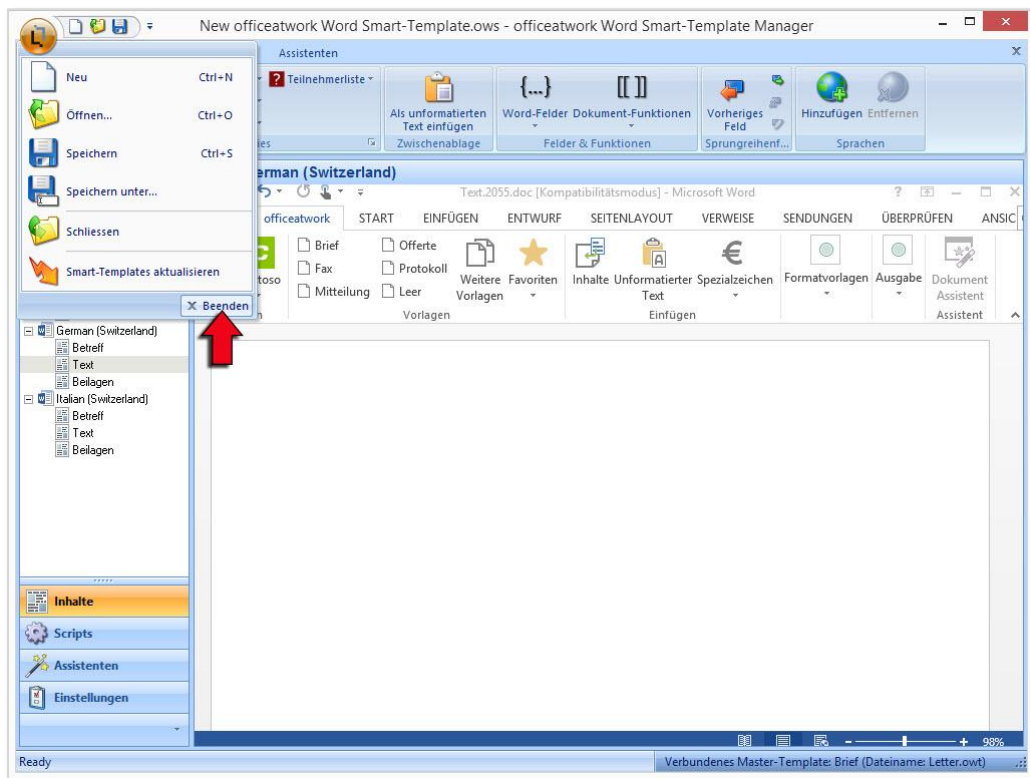 New officeatwork Word Smart-Template.ows - officeatwork Word Smart-Template Manager
Assistenten
Neu Ctrl+N
Öffnen... Ctrl+O
Speichern Ctrl+S
Speichern unter...
Schliessen
Smart-Templates aktualisieren
Beenden
Teilnehmerliste
Als unformatierten
Text einfügen
Zwischenablage
{...}
Word-Felder
[[ ]]
Dokument-Funktionen
Felder & Funktionen
Vorheriges
Feld
Sprungreihenf...
Hinzufügen
Entfernen
Sprachen
erman (Switzerland)
Text.2055.doc [Kompatibilitätsmodus] - Microsoft Word
officeatwork START EINFÜGEN ENTWURF SEITENLAYOUT VERWEISE SENDUNGEN ÜBERPRÜFEN ANSIC
toso
Brief
Fax
Mitteilung
Offerte
Protokoll
Leer
Weitere
Vorlagen
Favoriten
Vorlagen
Inhalte
Unformatierter
Text
Spezialzeichen
Einfügen
Formatvorlagen
Ausgabe
Dokument
Assistent
Assistent
German (Switzerland)
Betreff
Text
Beilagen
Italian (Switzerland)
Betreff
Text
Beilagen
Inhalte
Scripts
Assistenten
Einstellungen
98%
Ready
Verbundenes Master-Template: Brief (Dateiname: Letter.owt)